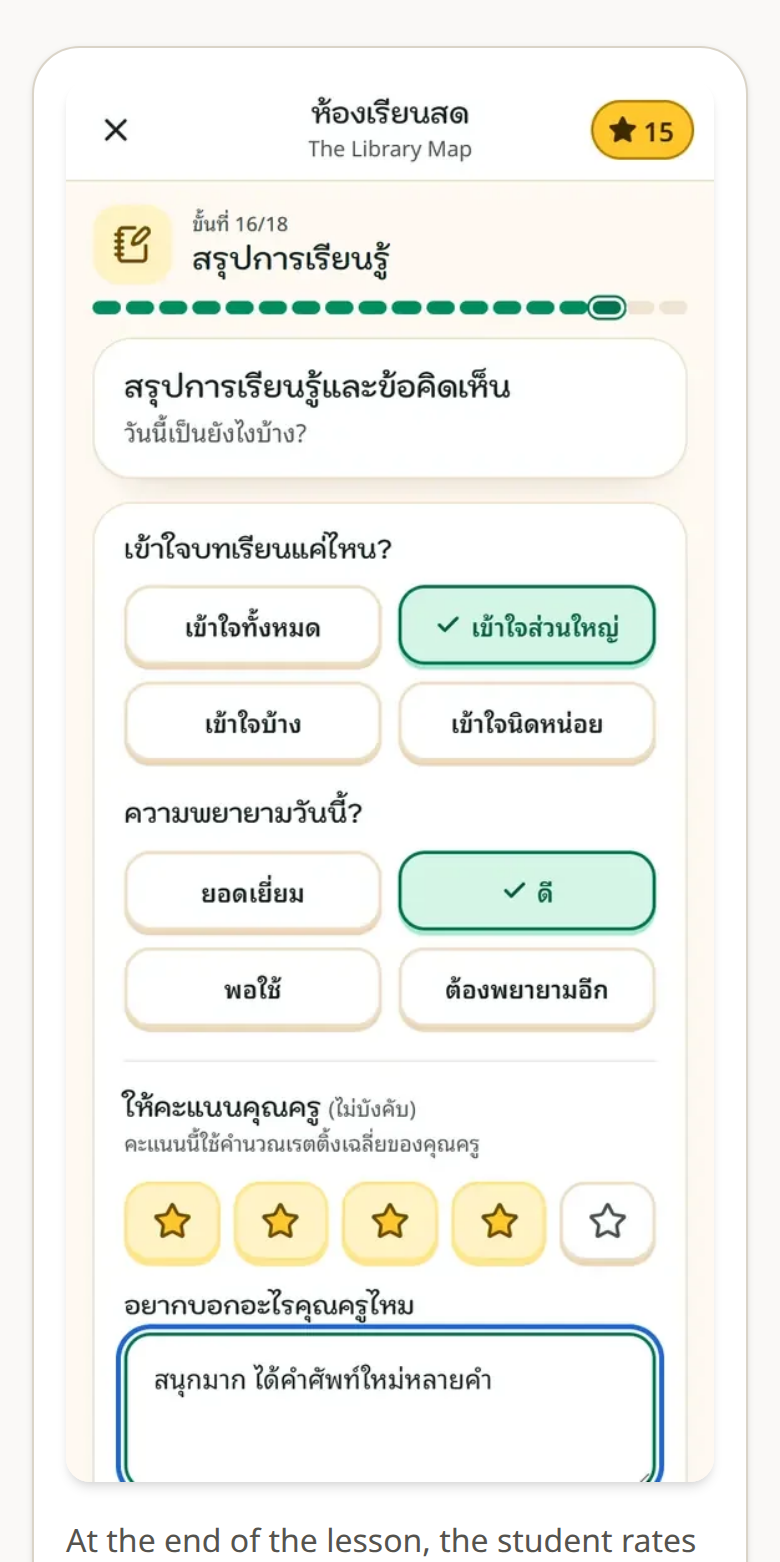 ห้องเรียนสด
The Library Map
15
ขั้นที่ 16/18
สรุปการเรียนรู้
สรุปการเรียนรู้และข้อคิดเห็น
วันนี้เป็นยังไงบ้าง?
เข้าใจบทเรียนแค่ไหน?
เข้าใจทั้งหมด
เข้าใจส่วนใหญ่
เข้าใจบ้าง
เข้าใจนิดหน่อย
ความพยายามวันนี้?
ยอดเยี่ยม
ดี
พอใช้
ต้องพยายามอีก
ให้คะแนนคุณครู (ไม่บังคับ)
คะแนนนี้ใช้คำนวณเรตติ้งเฉลี่ยของคุณครู
อยากบอกอะไรคุณครูไหม
สนุกมาก ได้คำศัพท์ใหม่หลายคำ
At the end of the lesson, the student rates